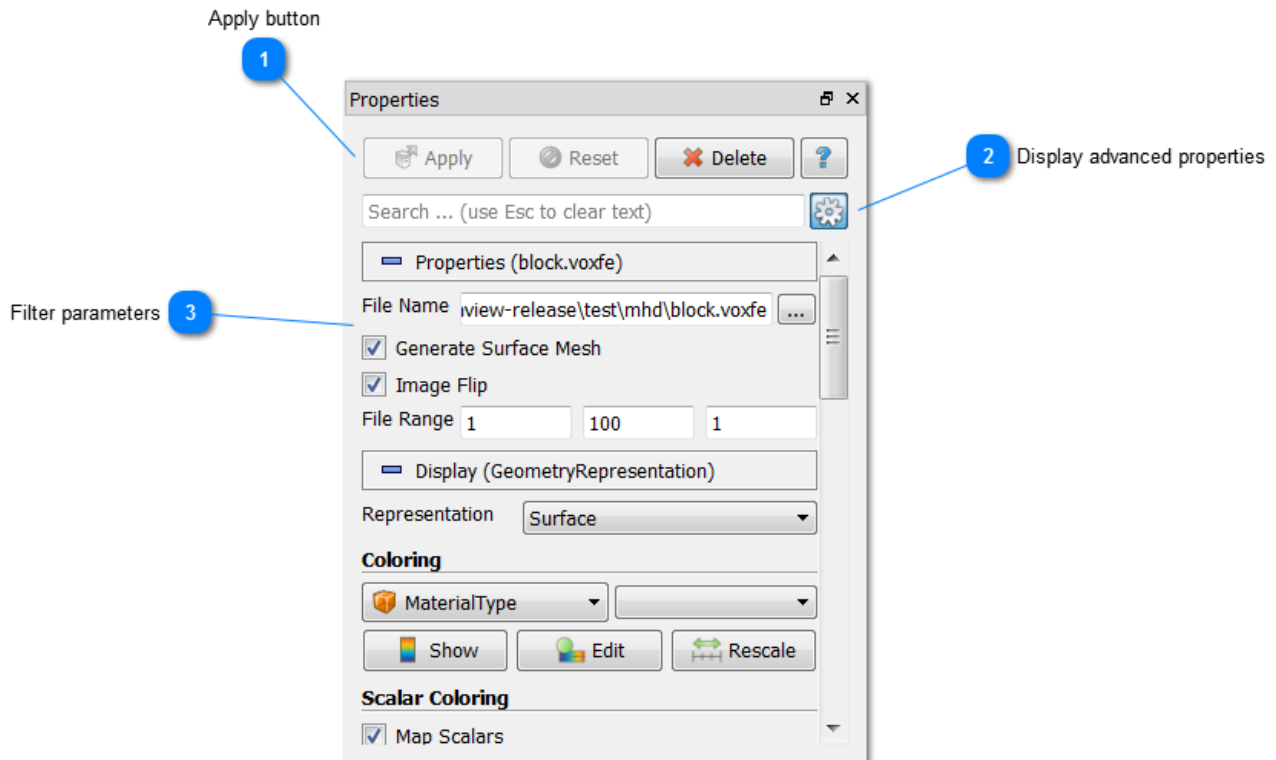 Apply button
1
Properties
Apply Reset Delete ?
2 Display advanced properties
Search ... (use Esc to clear text)
Properties (block.voxfe)
Filter parameters 3
File Name view-release\test\mhd\block.voxfe ...
Generate Surface Mesh
Image Flip
File Range 1 100 1
Display (GeometryRepresentation)
Representation Surface
Coloring
MaterialType
Show Edit Rescale
Scalar Coloring
Map Scalars